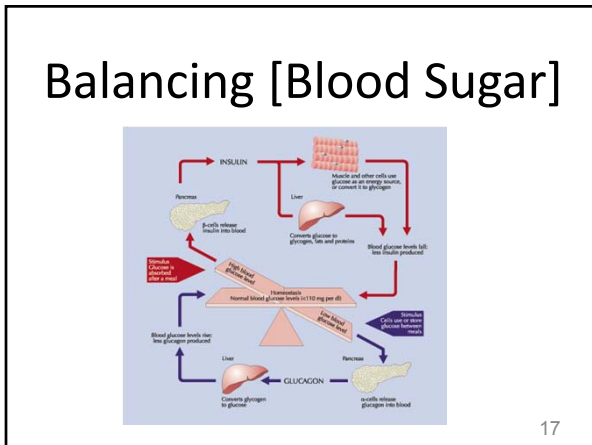 Balancing [Blood Sugar]
INSULIN
Muscle and other cells use
glucose as an energy source,
or convert it to glycogen
Pancreas
β-cells release
insulin into blood
Liver
Converts glucose to
glycogen, fats and proteins
Blood glucose levels fall:
less insulin produced
Stimulus
Glucose is
absorbed
after a meal
High blood
glucose level
Homeostasis
Normal blood glucose levels (<110 mg per dl)
Low blood
glucose level
Stimulus
Cells use or store
glucose between
meals
Blood glucose levels rise:
less glucagon produced
Liver
Converts glycogen
to glucose
GLUCAGON
Pancreas
α-cells release
glucagon into blood
17